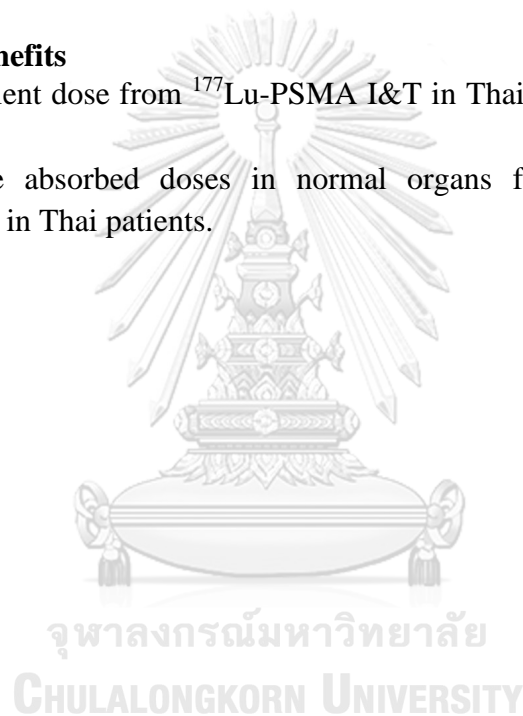 nefits
ient dose from ¹⁷⁷Lu-PSMA I&T in Thai
e absorbed doses in normal organs f
in Thai patients.
จุฬาลงกรณ์มหาวิทยาลัย
CHULALONGKORN UNIVERSITY